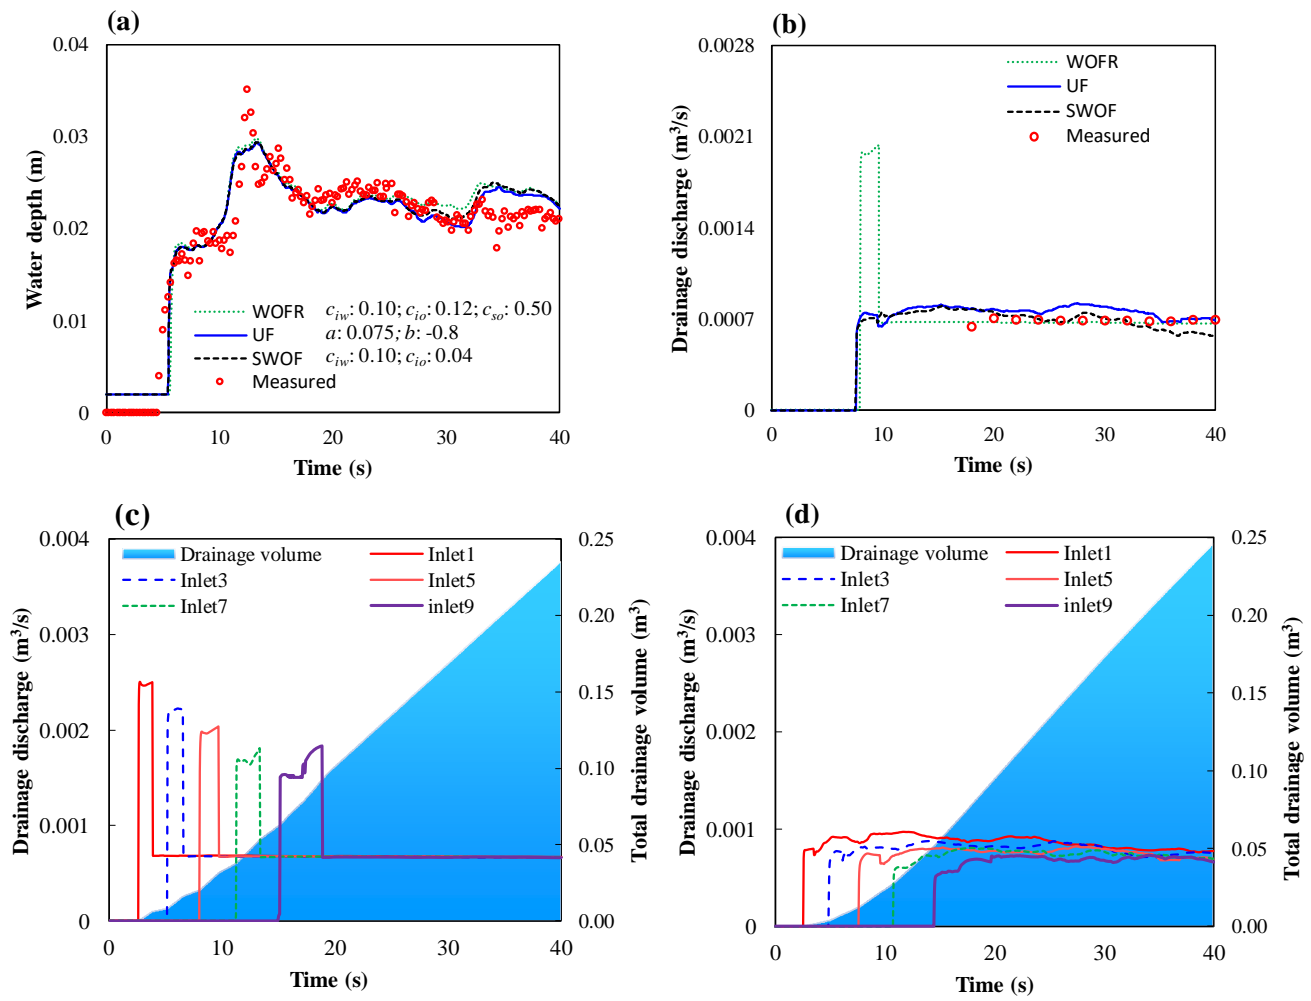 (a)
0.04
0.03
0.02
0.01
0
Water depth (m)
WOFR c_iw: 0.10; c_io: 0.12; c_so: 0.50
UF a: 0.075; b: -0.8
SWOF c_iw: 0.10; c_io: 0.04
Measured
0 10 20 30 40
Time (s)
(b)
0.0028
0.0021
0.0014
0.0007
0
Drainage discharge (m³/s)
WOFR
UF
SWOF
Measured
0 10 20 30 40
Time (s)
(c)
0.004
0.003
0.002
0.001
0
Drainage discharge (m³/s)
Drainage volume Inlet1
Inlet3 Inlet5
Inlet7 inlet9
0.25
0.20
0.15
0.10
0.05
0.00
Total drainage volume (m³)
0 10 20 30 40
Time (s)
(d)
0.004
0.003
0.002
0.001
0
Drainage discharge (m³/s)
Drainage volume Inlet1
Inlet3 Inlet5
Inlet7 inlet9
0.25
0.20
0.15
0.10
0.05
0.00
Total drainage volume (m³)
0 10 20 30 40
Time (s)